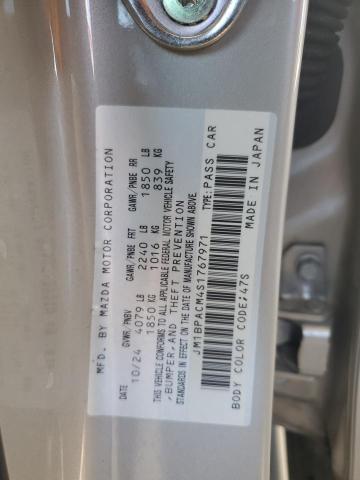 MFD. BY MAZDA MOTOR CORPORATION
DATE GVWR/PNBV GAWR/PNBE FRT GAWR/PNBE RR
10/24 4079 LB 2240 LB 1850 LB
1850 KG 1016 KG 839 KG
THIS VEHICLE CONFORMS TO ALL APPLICABLE FEDERAL MOTOR VEHICLE SAFETY
, BUMPER, AND THEFT PREVENTION
STANDARDS IN EFFECT ON THE DATE OF MANUFACTURE SHOWN ABOVE.
JM1BPACM4S1767971 TYPE: PASS CAR
BODY COLOR CODE: 47S MADE IN JAPAN